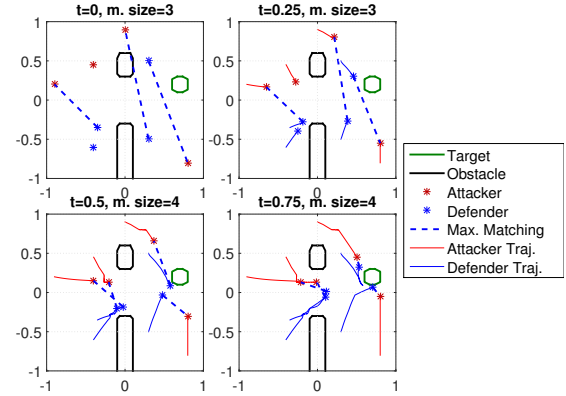 t=0, m. size=3
1
0.5
0
-0.5
-1
-1
0
1
t=0.25, m. size=3
1
0.5
0
-0.5
-1
-1
0
1
t=0.5, m. size=4
1
0.5
0
-0.5
-1
-1
0
1
t=0.75, m. size=4
1
0.5
0
-0.5
-1
-1
0
1
Target
Obstacle
Attacker
Defender
Max. Matching
Attacker Traj.
Defender Traj.